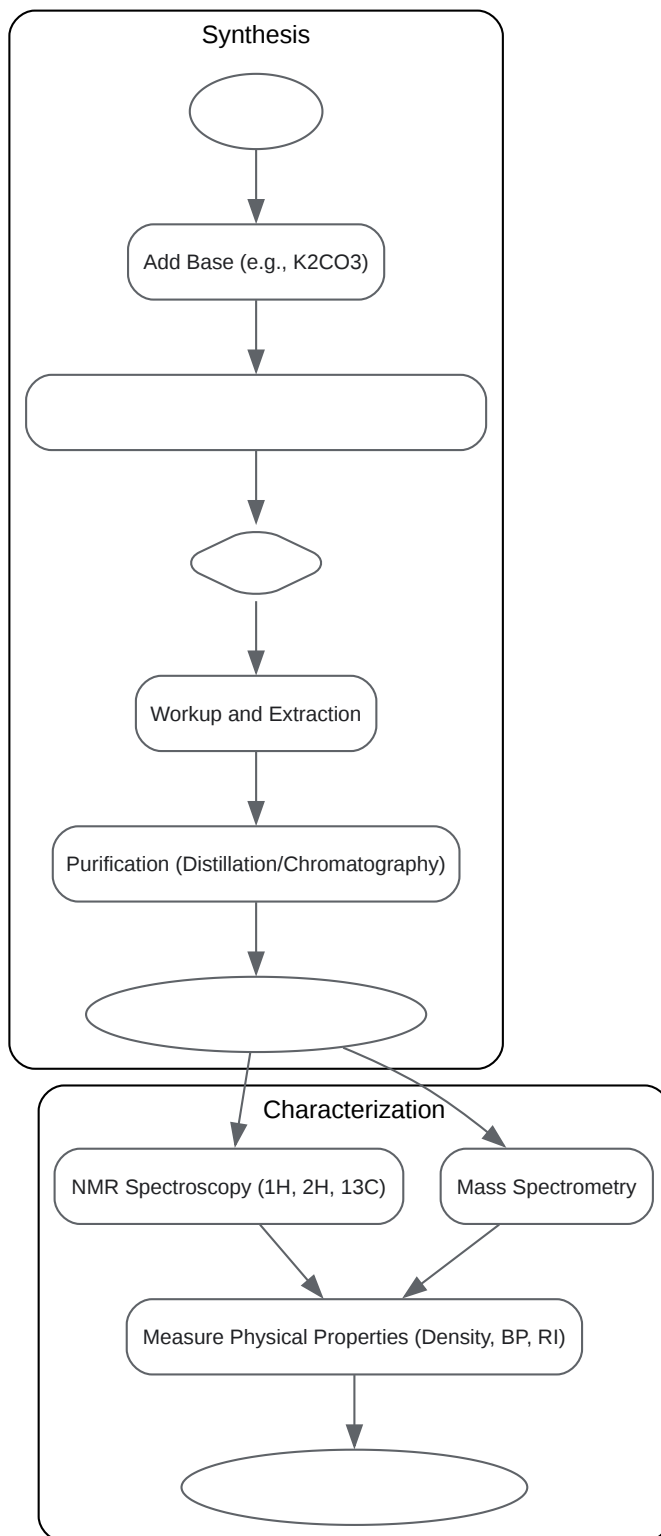 Synthesis
Add Base (e.g., K2CO3)
Workup and Extraction
Purification (Distillation/Chromatography)
Characterization
NMR Spectroscopy (1H, 2H, 13C)
Mass Spectrometry
Measure Physical Properties (Density, BP, RI)